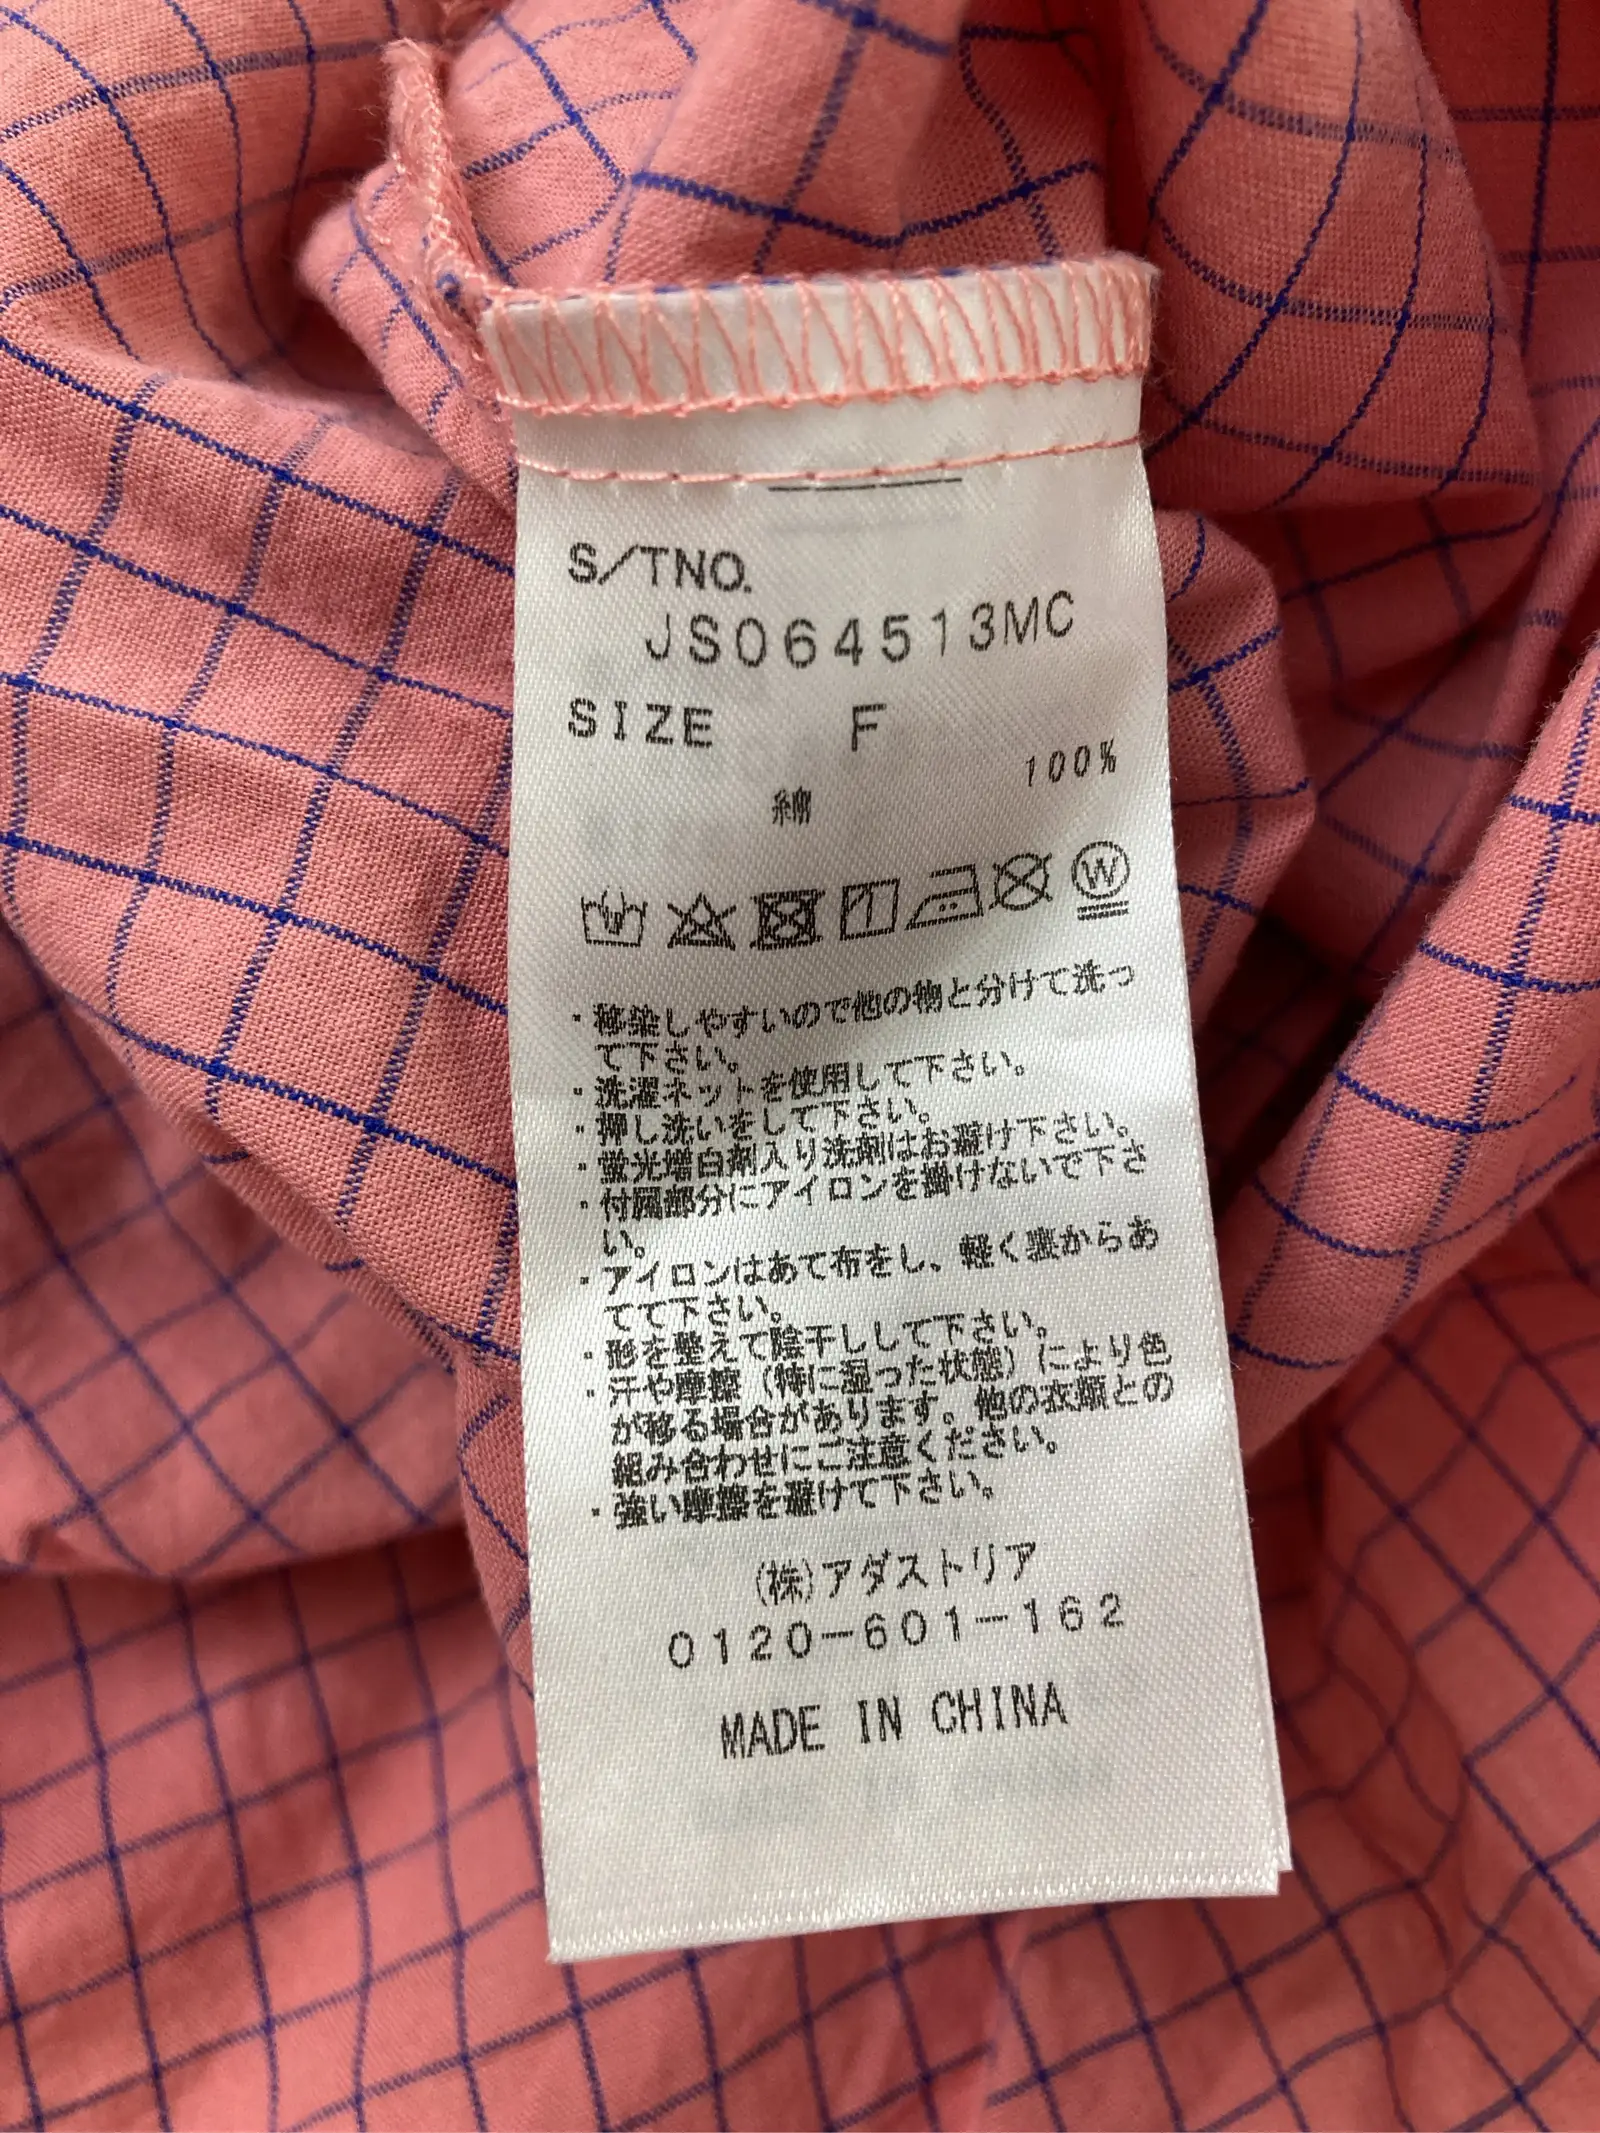 S/TNO.
JS064513MC
SIZE F
綿 100%
W
・移染しやすいので他の物と分けて洗っ
て下さい。
・洗濯ネットを使用して下さい。
・押し洗いをして下さい。
・蛍光増白剤入り洗剤はお避け下さい。
・付属部分にアイロンを掛けないで下さ
い。
・アイロンはあて布をし、軽く裏からあ
てて下さい。
・形を整えて陰干しして下さい。
・汗や摩擦（特に湿った状態）により色
が移る場合があります。他の衣類との
組み合わせにご注意ください。
・強い摩擦を避けて下さい。
(株)アダストリア
0120-601-162
MADE IN CHINA